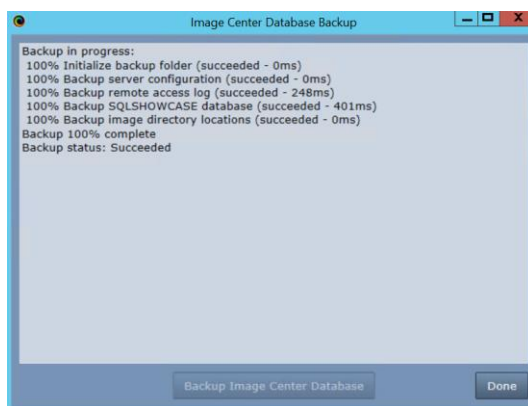 Image Center Database Backup
Backup in progress:
100% Initialize backup folder (succeeded - 0ms)
100% Backup server configuration (succeeded - 0ms)
100% Backup remote access log (succeeded - 248ms)
100% Backup SQLSHOWCASE database (succeeded - 401ms)
100% Backup image directory locations (succeeded - 0ms)
Backup 100% complete
Backup status: Succeeded
Backup Image Center Database
Done